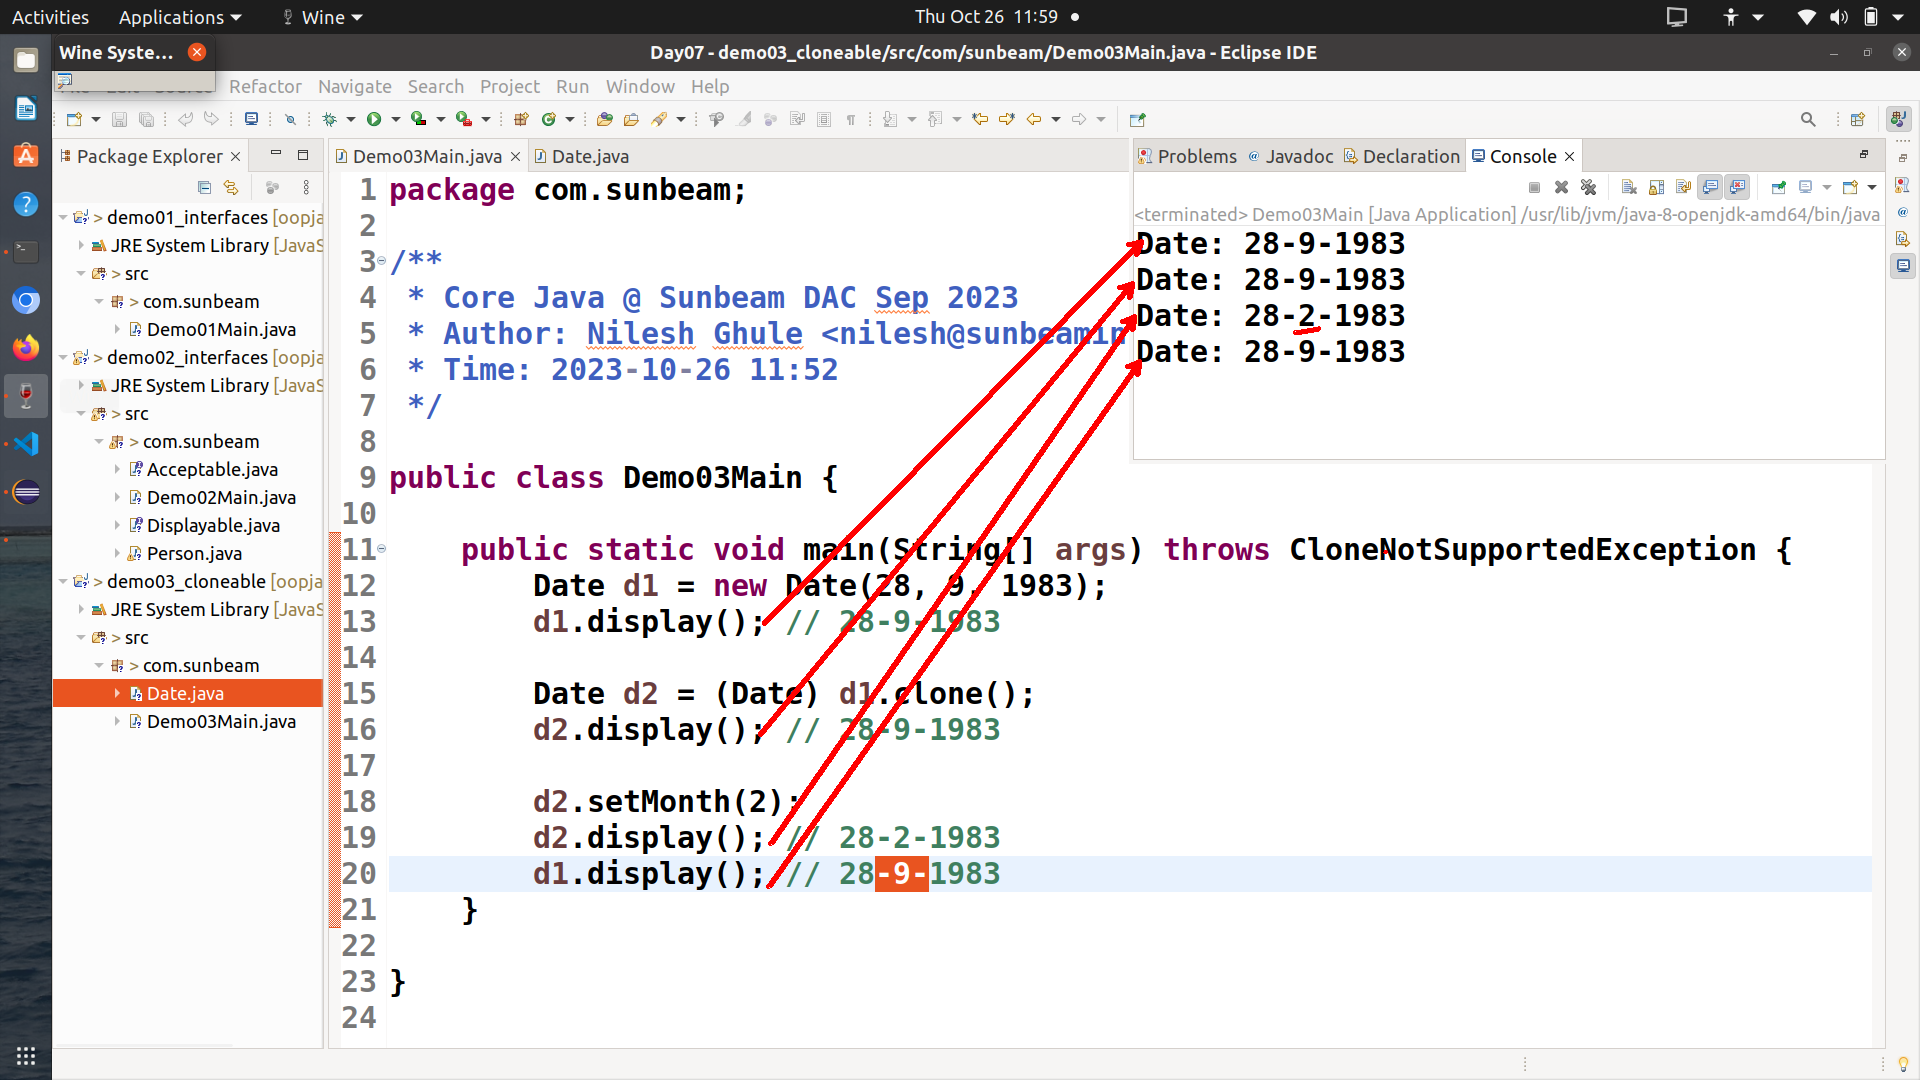 Activities Applications Wine Thu Oct 26 11:59
Wine Syste...
Day07 - demo03_cloneable/src/com/sunbeam/Demo03Main.java - Eclipse IDE
Refactor Navigate Search Project Run Window Help
Package Explorer
> demo01_interfaces [oopja
JRE System Library [JavaS
> src
> com.sunbeam
Demo01Main.java
> demo02_interfaces [oopja
JRE System Library [JavaS
> src
> com.sunbeam
Acceptable.java
Demo02Main.java
Displayable.java
Person.java
> demo03_cloneable [oopja
JRE System Library [JavaS
> src
> com.sunbeam
Date.java
Demo03Main.java
Demo03Main.java Date.java
1 package com.sunbeam;
2
3 /**
4 * Core Java @ Sunbeam DAC Sep 2023
5 * Author: Nilesh Ghule <nilesh@sunbeamin
6 * Time: 2023-10-26 11:52
7 */
8
9 public class Demo03Main {
10
11 public static void main(String[] args) throws CloneNotSupportedException {
12 Date d1 = new Date(28, 9, 1983);
13 d1.display(); // 28-9-1983
14
15 Date d2 = (Date) d1.clone();
16 d2.display(); // 28-9-1983
17
18 d2.setMonth(2);
19 d2.display(); // 28-2-1983
20 d1.display(); // 28-9-1983
21 }
22
23 }
24
Problems Javadoc Declaration Console
<terminated> Demo03Main [Java Application] /usr/lib/jvm/java-8-openjdk-amd64/bin/java
Date: 28-9-1983
Date: 28-9-1983
Date: 28-2-1983
Date: 28-9-1983